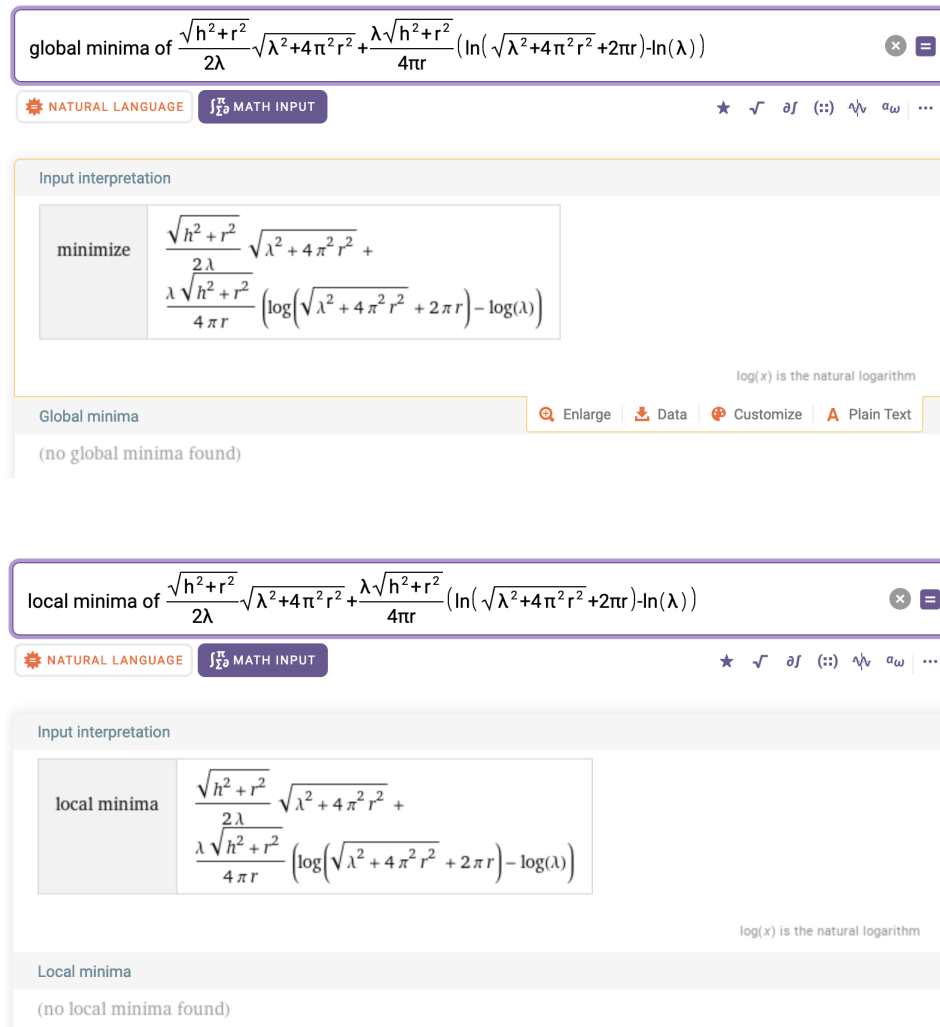 global minima of √(h²+r²)/2λ √(λ²+4π²r²) + λ√(h²+r²)/4πr (ln(√(λ²+4π²r²)+2πr)-ln(λ))
NATURAL LANGUAGE
∫Σ∂π MATH INPUT
√ ∂∫ (::) αω ...
Input interpretation
minimize
√(h² + r²)/2λ √(λ² + 4 π² r²) +
λ √(h² + r²)/4 π r (log(√(λ² + 4 π² r²) + 2 π r) − log(λ))
log(x) is the natural logarithm
Global minima
Enlarge
Data
Customize
A Plain Text
(no global minima found)
local minima of √(h²+r²)/2λ √(λ²+4π²r²) + λ√(h²+r²)/4πr (ln(√(λ²+4π²r²)+2πr)-ln(λ))
NATURAL LANGUAGE
∫Σ∂π MATH INPUT
√ ∂∫ (::) αω ...
Input interpretation
local minima
√(h² + r²)/2λ √(λ² + 4 π² r²) +
λ √(h² + r²)/4 π r (log(√(λ² + 4 π² r²) + 2 π r) − log(λ))
log(x) is the natural logarithm
Local minima
(no local minima found)